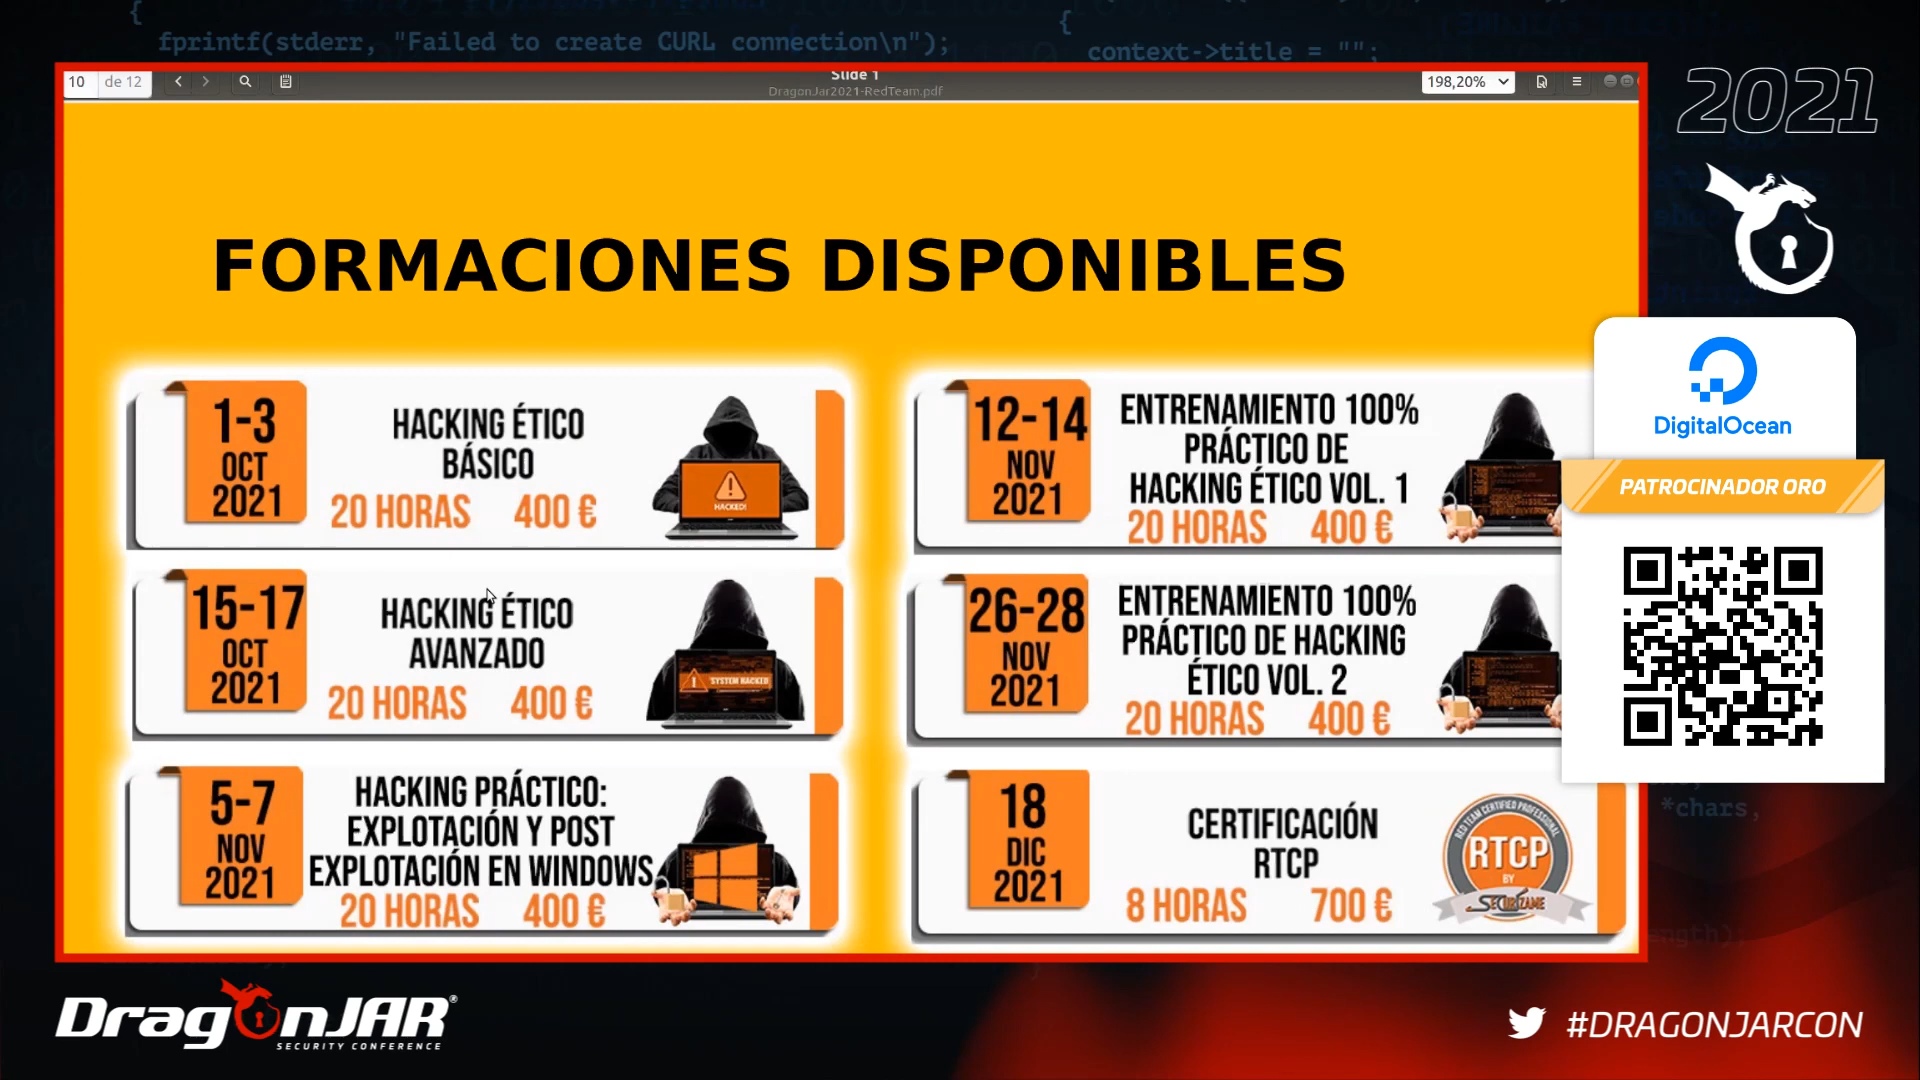 {
fprintf(stderr, "Failed to create CURL connection\n");
{
context->title = "";
10 de 12
Slide 1
DragonJar2021-RedTeam.pdf
198,20%
2021
FORMACIONES DISPONIBLES
1-3
OCT
2021
HACKING ÉTICO
BÁSICO
20 HORAS 400 €
HACKED!
12-14
NOV
2021
ENTRENAMIENTO 100%
PRÁCTICO DE
HACKING ÉTICO VOL. 1
20 HORAS 400 €
15-17
OCT
2021
HACKING ÉTICO
AVANZADO
20 HORAS 400 €
SYSTEM HACKED
26-28
NOV
2021
ENTRENAMIENTO 100%
PRÁCTICO DE HACKING
ÉTICO VOL. 2
20 HORAS 400 €
5-7
NOV
2021
HACKING PRÁCTICO:
EXPLOTACIÓN Y POST
EXPLOTACIÓN EN WINDOWS
20 HORAS 400 €
18
DIC
2021
CERTIFICACIÓN
RTCP
8 HORAS 700 €
RED TEAM CERTIFIED PROFESSIONAL
RTCP
BY
SECURÍZAME
DigitalOcean
PATROCINADOR ORO
*chars,
DragonJAR®
SECURITY CONFERENCE
#DRAGONJARCON